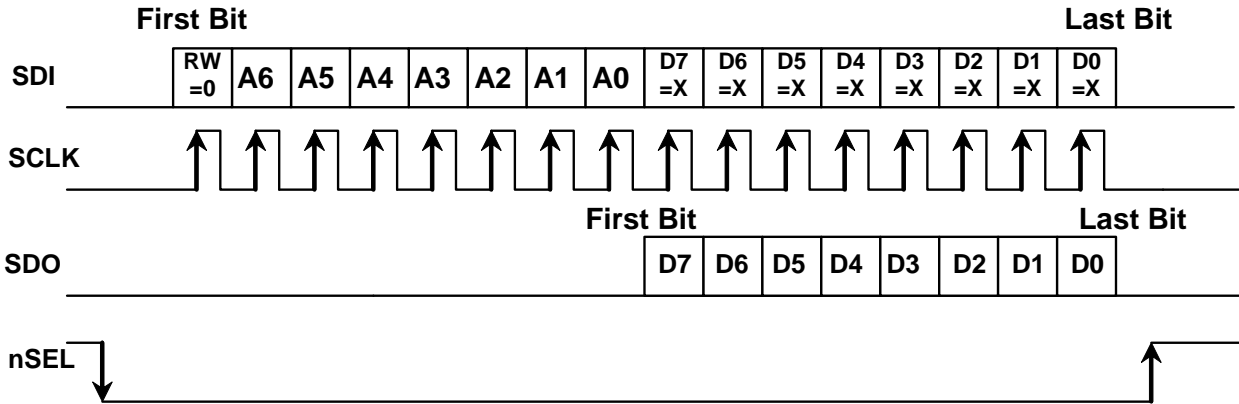 First Bit Last Bit
SDI RW =0 A6 A5 A4 A3 A2 A1 A0 D7 =X D6 =X D5 =X D4 =X D3 =X D2 =X D1 =X D0 =X
SCLK
First Bit Last Bit
SDO D7 D6 D5 D4 D3 D2 D1 D0
nSEL